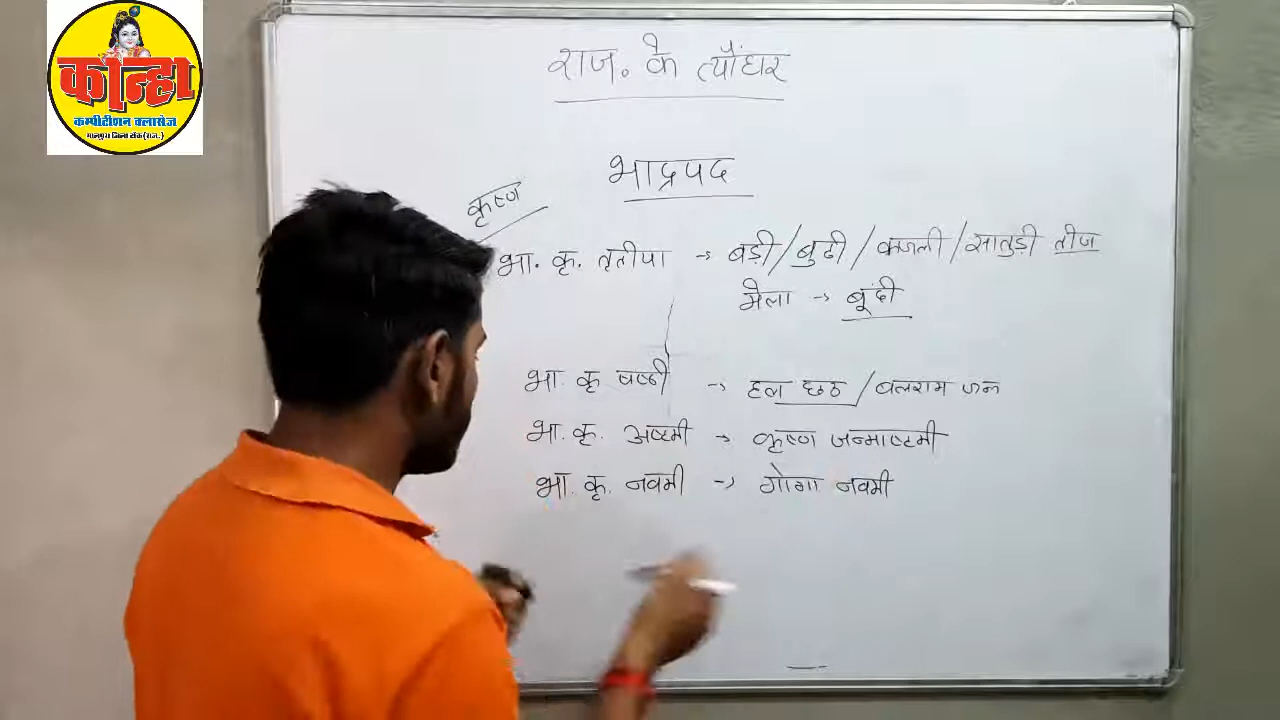 कान्हा
कम्पीटीशन क्लासेज
राज. के त्यौंहार
भाद्रपद
कृष्ण
भा. कृ. तृतीया → बडी/बुढी/कजली/सातुड़ी तीज
मेला → बूंदी
भा. कृ षष्ठी → हल छठ/बलराम जन
भा. कृ. अष्टमी → कृष्ण जन्माष्टमी
भा. कृ. नवमी → गोगा नवमी